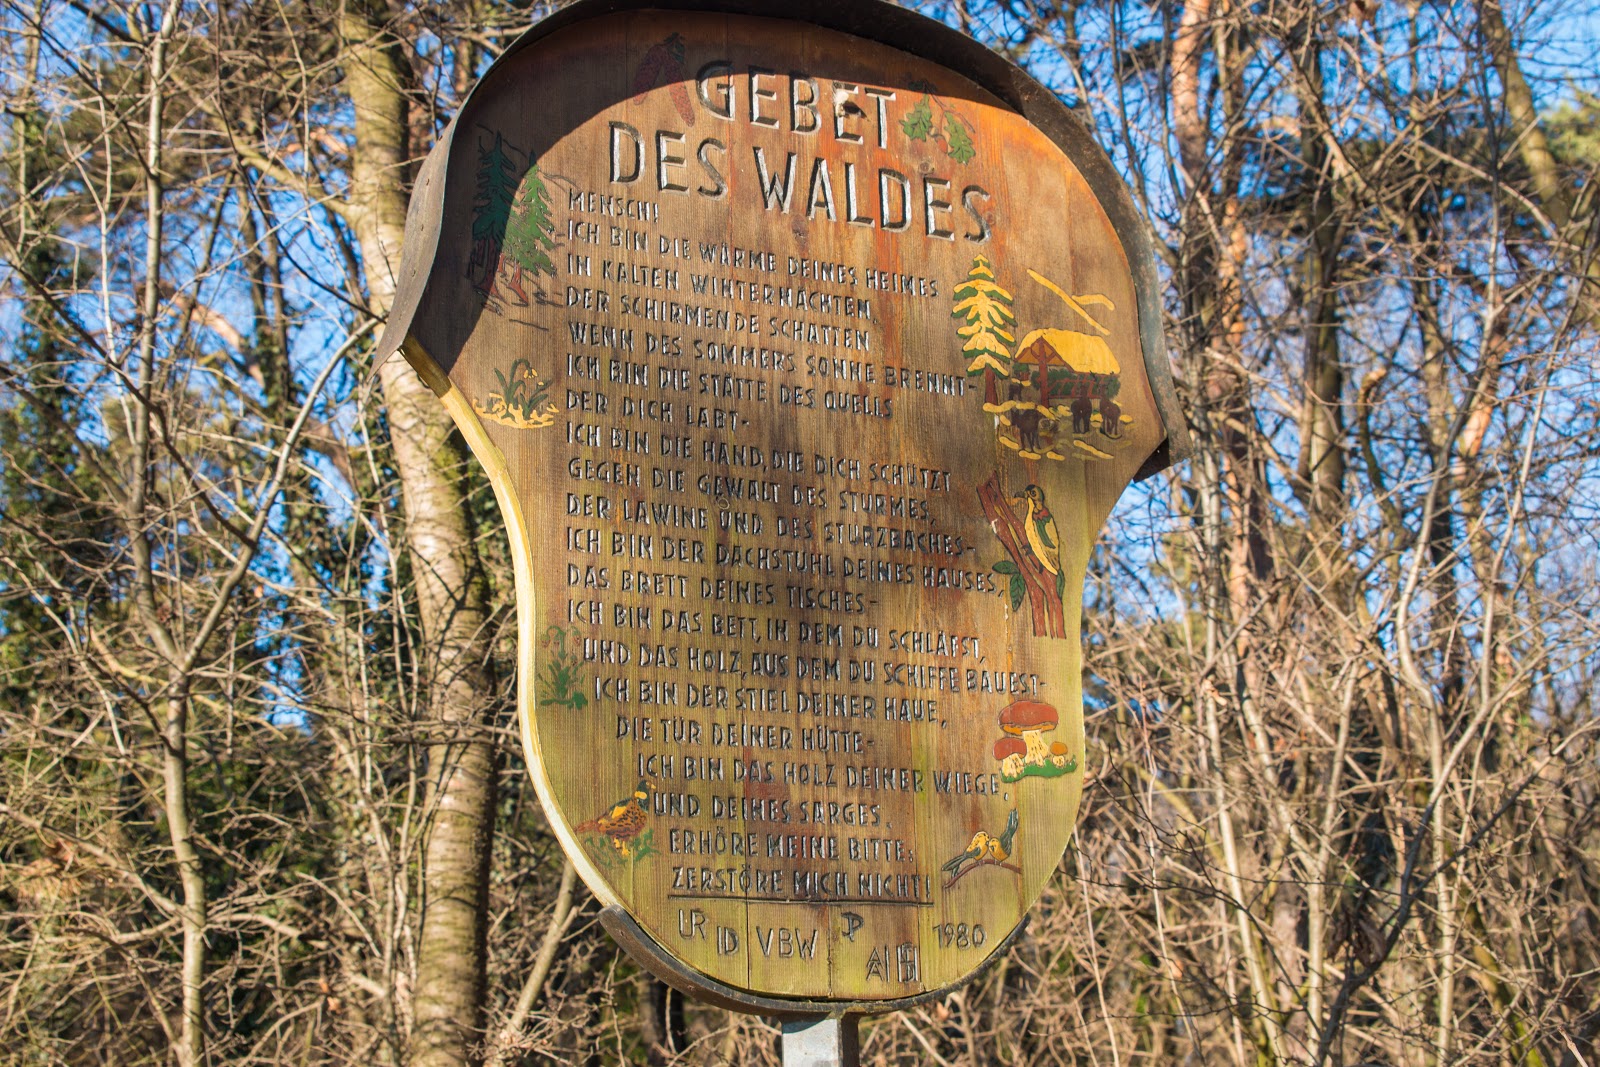 GEBET
DES WALDES
MENSCH!
ICH BIN DIE WÄRME DEINES HEIMES
IN KALTEN WINTERNÄCHTEN
DER SCHIRMENDE SCHATTEN
WENN DES SOMMERS SONNE BRENNT-
ICH BIN DIE STÄTTE DES QUELLS
DER DICH LABT-
ICH BIN DIE HAND, DIE DICH SCHÜTZT
GEGEN DIE GEWALT DES STURMES,
DER LAWINE UND DES STURZBACHES-
ICH BIN DER DACHSTUHL DEINES HAUSES,
DAS BRETT DEINES TISCHES-
ICH BIN DAS BETT, IN DEM DU SCHLÄFST,
UND DAS HOLZ, AUS DEM DU SCHIFFE BAUEST-
ICH BIN DER STIEL DEINER HAUE,
DIE TÜR DEINER HÜTTE-
ICH BIN DAS HOLZ DEINER WIEGE,
UND DEINES SARGES.
ERHÖRE MEINE BITTE:
ZERSTÖRE MICH NICHT!
ID VBW 1980